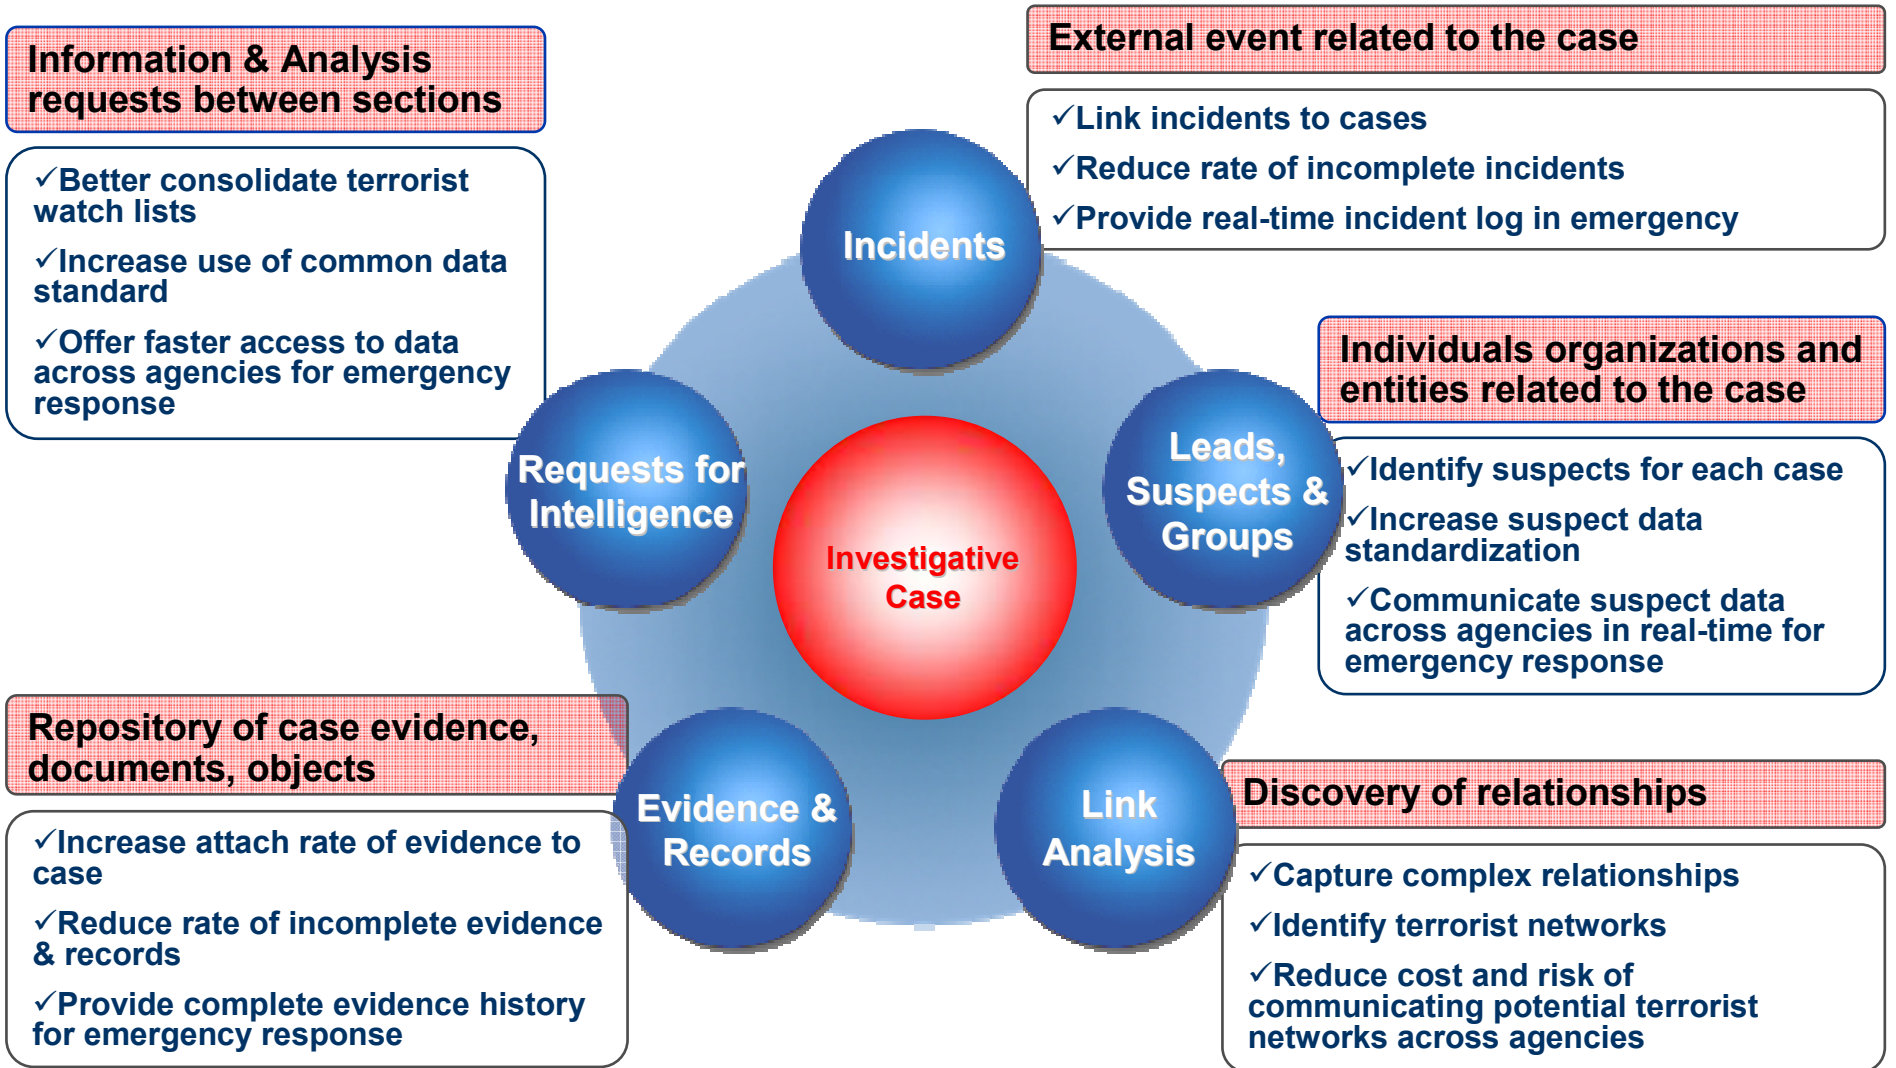 Information & Analysis
requests between sections
✓Better consolidate terrorist
watch lists
✓Increase use of common data
standard
✓Offer faster access to data
across agencies for emergency
response
External event related to the case
✓Link incidents to cases
✓Reduce rate of incomplete incidents
✓Provide real-time incident log in emergency
Incidents
Individuals organizations and
entities related to the case
✓Identify suspects for each case
✓Increase suspect data
standardization
✓Communicate suspect data
across agencies in real-time for
emergency response
Leads,
Suspects &
Groups
Requests for
Intelligence
Investigative
Case
Repository of case evidence,
documents, objects
✓Increase attach rate of evidence to
case
✓Reduce rate of incomplete evidence
& records
✓Provide complete evidence history
for emergency response
Evidence &
Records
Link
Analysis
Discovery of relationships
✓Capture complex relationships
✓Identify terrorist networks
✓Reduce cost and risk of
communicating potential terrorist
networks across agencies